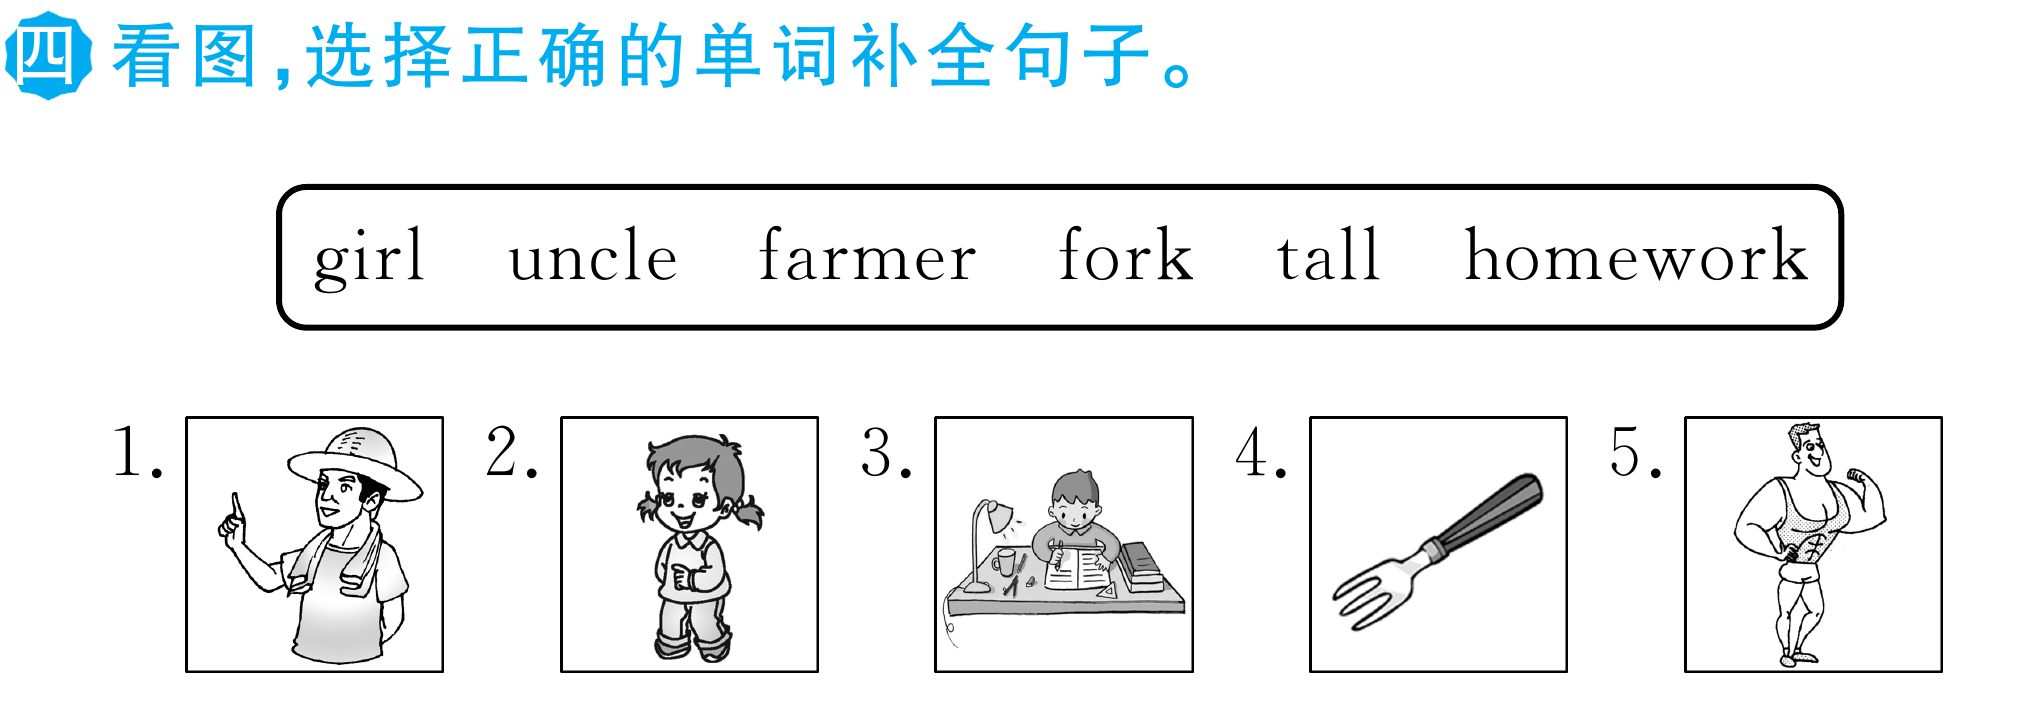 四 看图,选择正确的单词补全句子。
girl uncle farmer fork tall homework
1. 2. 3. 4. 5.